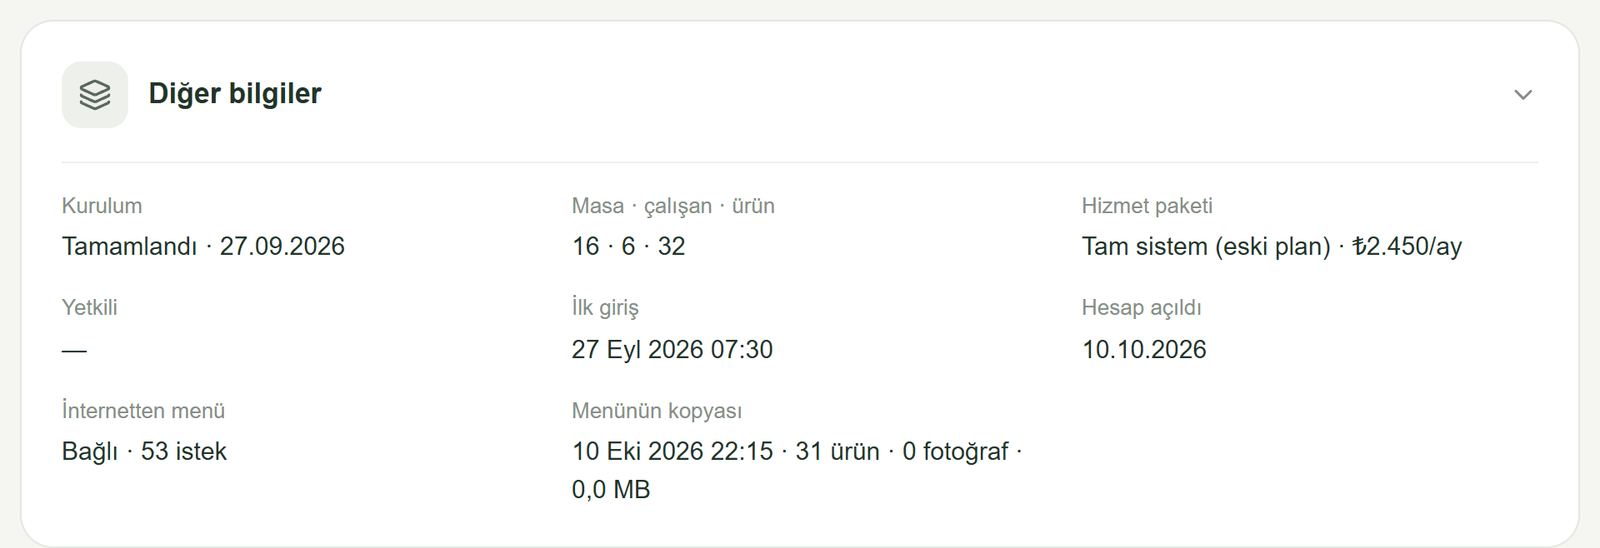 Diğer bilgiler
Kurulum
Tamamlandı · 27.09.2026
Masa · çalışan · ürün
16 · 6 · 32
Hizmet paketi
Tam sistem (eski plan) · ₺2.450/ay
Yetkili
—
İlk giriş
27 Eyl 2026 07:30
Hesap açıldı
10.10.2026
İnternetten menü
Bağlı · 53 istek
Menünün kopyası
10 Eki 2026 22:15 · 31 ürün · 0 fotoğraf ·
0,0 MB